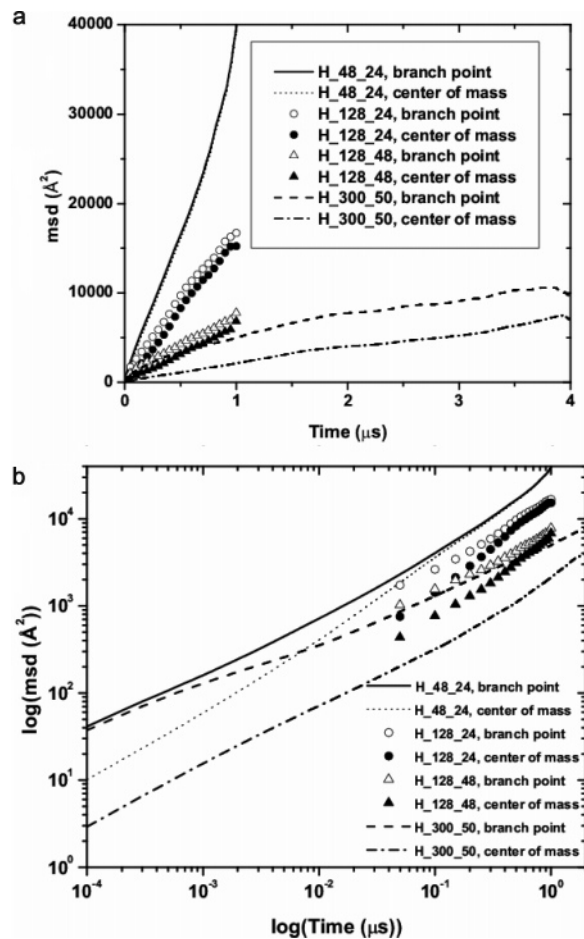 a
40000
30000
20000
10000
0
msd (Å²)
H_48_24, branch point
H_48_24, center of mass
H_128_24, branch point
H_128_24, center of mass
H_128_48, branch point
H_128_48, center of mass
H_300_50, branch point
H_300_50, center of mass
0 1 2 3 4
Time (μs)
b
10⁴
10³
10²
10¹
10⁰
log(msd (Å²))
H_48_24, branch point
H_48_24, center of mass
H_128_24, branch point
H_128_24, center of mass
H_128_48, branch point
H_128_48, center of mass
H_300_50, branch point
H_300_50, center of mass
10⁻⁴ 10⁻³ 10⁻² 10⁻¹ 10⁰
log(Time (μs))